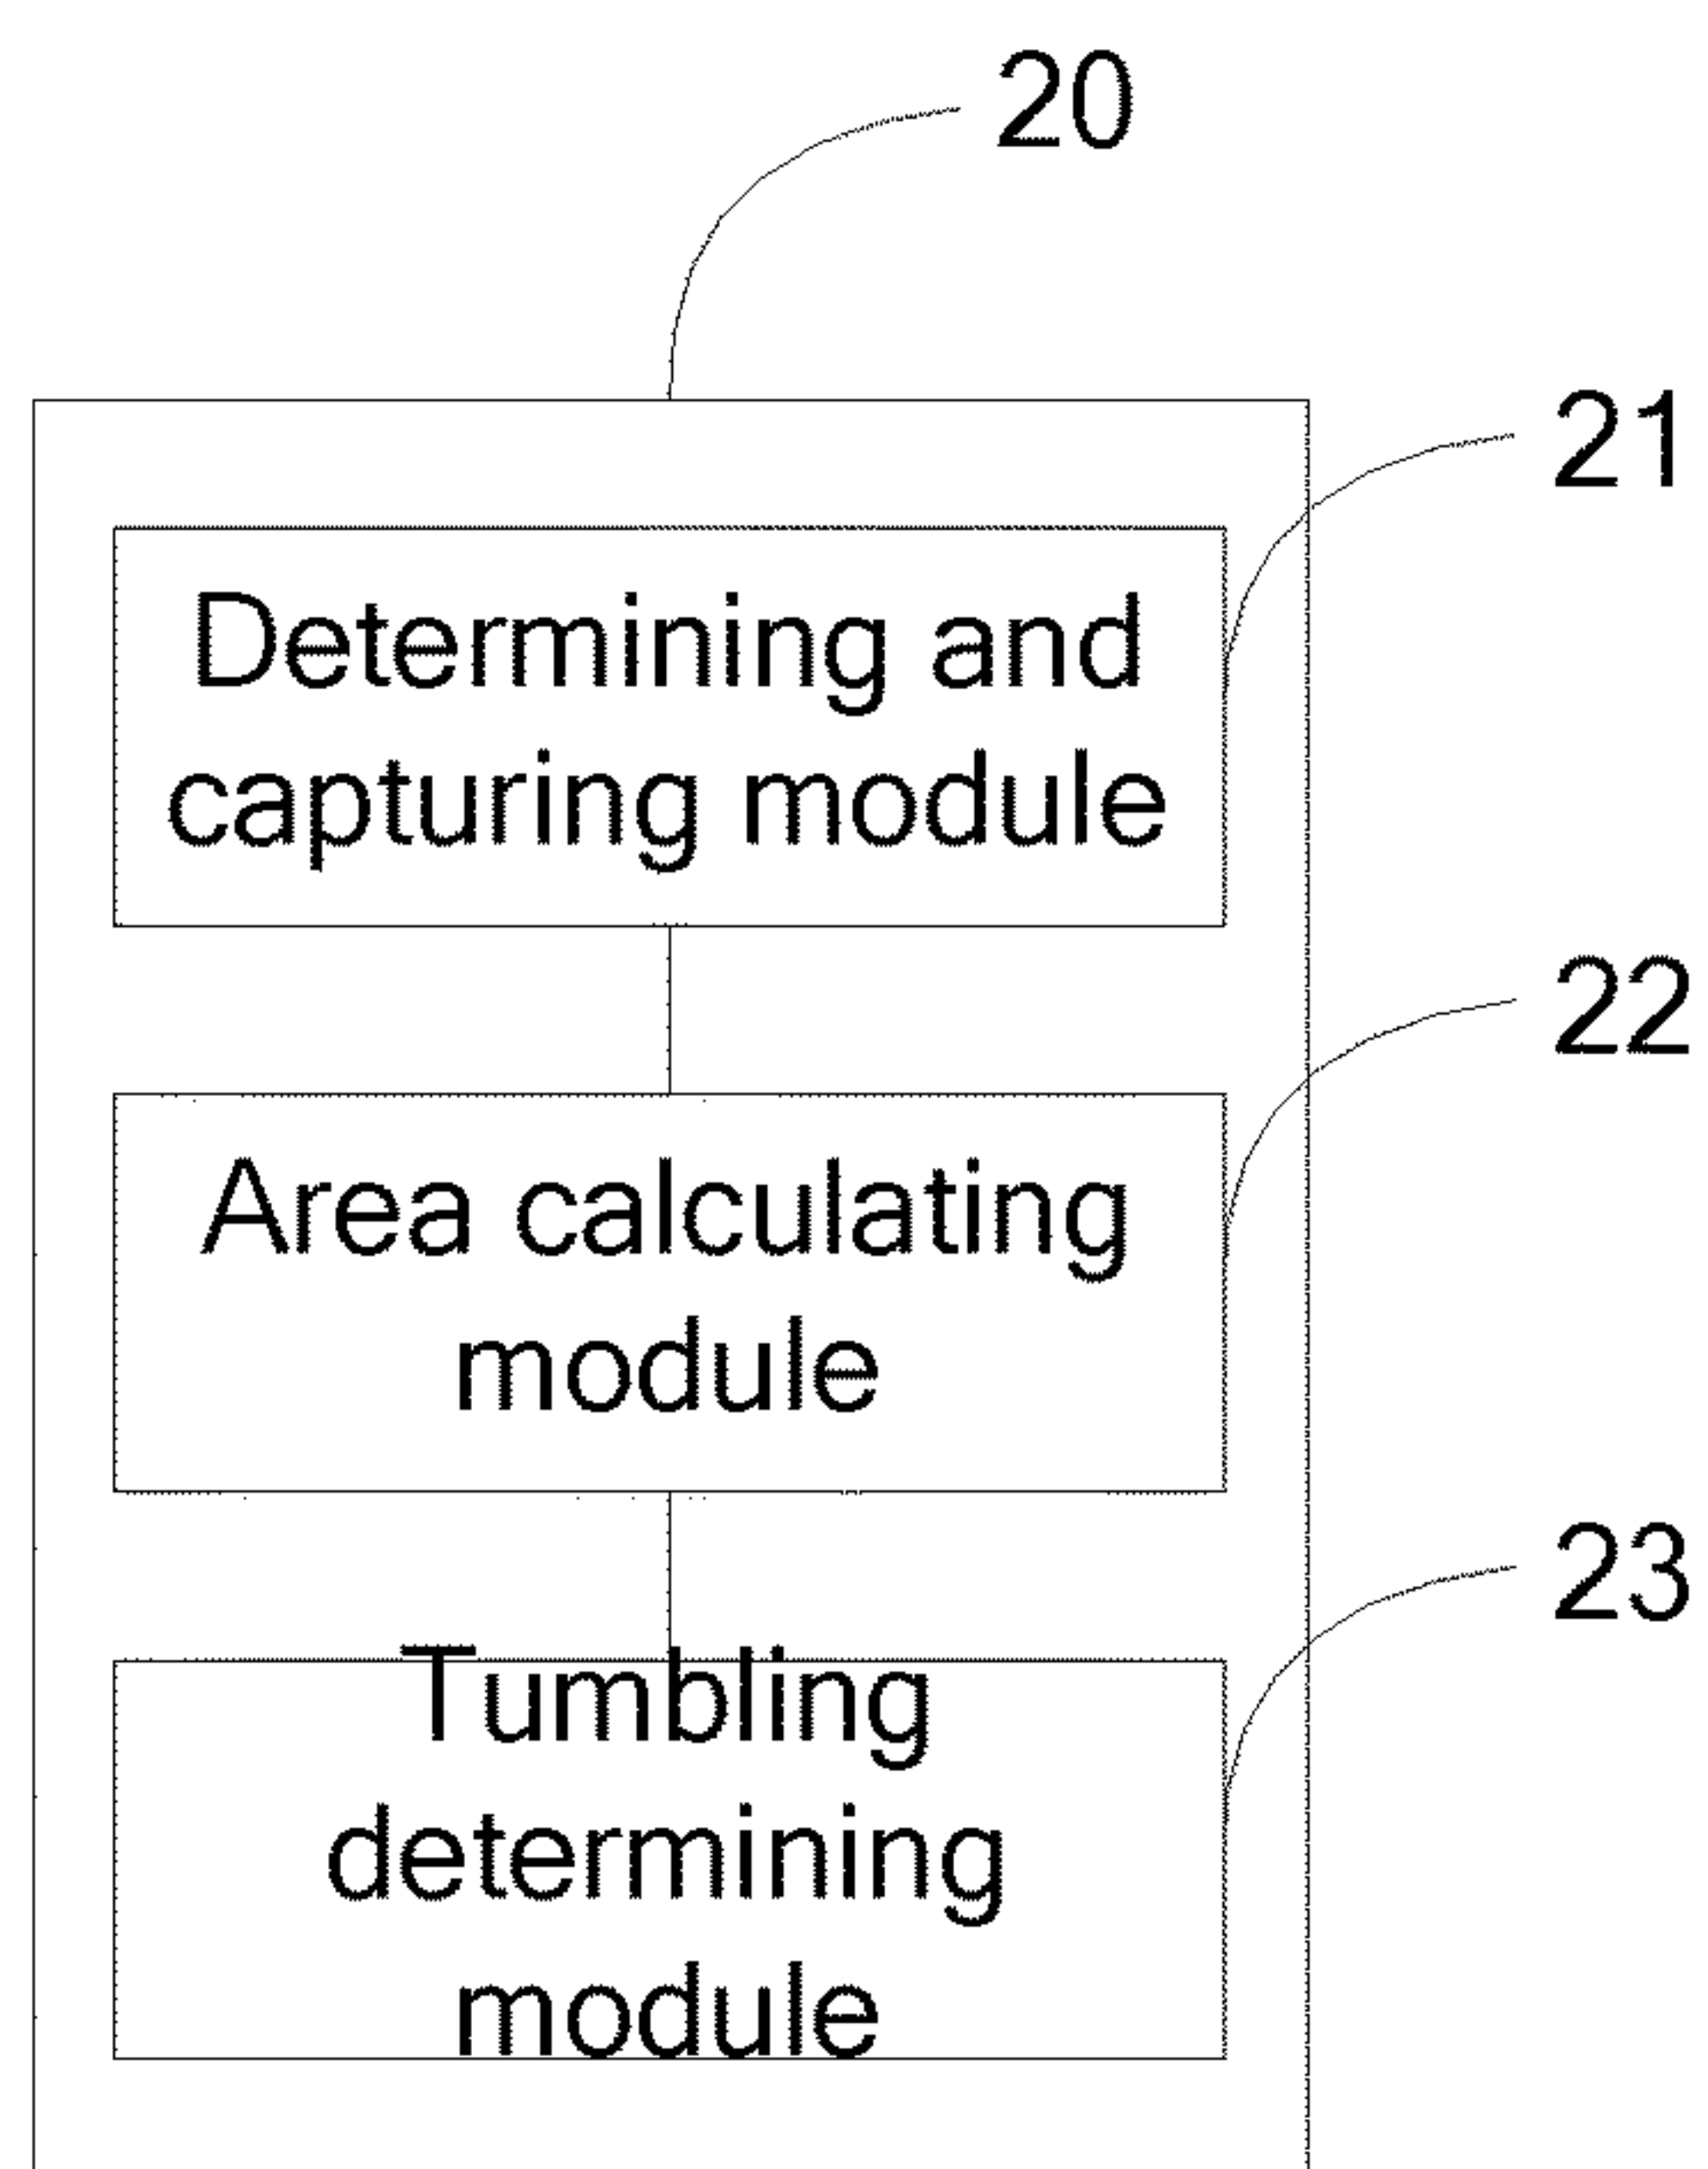 20
21
Determining and
capturing module
22
Area calculating
module
23
Tumbling
determining
module